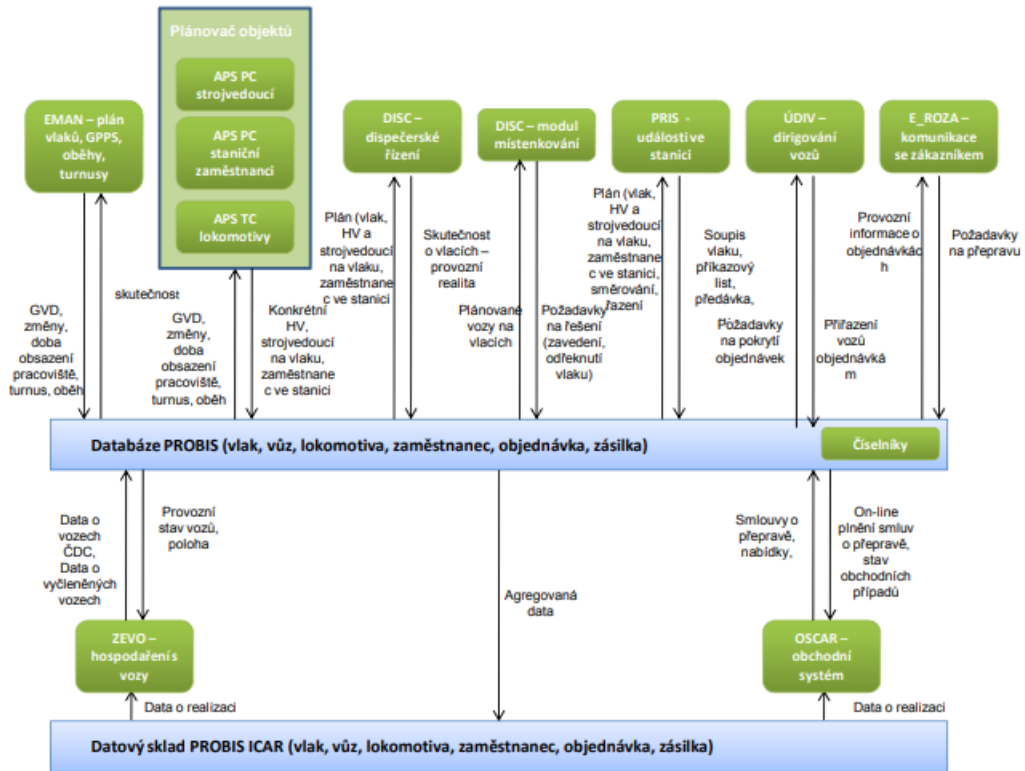 Plánovač objektů
APS PC
strojvedoucí
APS PC
staniční
zaměstnanci
APS TC
lokomotivy
EMAN – plán
vlaků, GPPS,
oběhy,
turnusy
DISC –
dispečerské
řízení
DISC – modul
místenkování
PRIS -
události ve
stanici
ÚDIV –
dirigování
vozů
E_ROZA –
komunikace
se zákazníkem
GVD,
změny,
doba
obsazení
pracoviště,
turnus, oběh
skutečnost
GVD,
změny,
doba
obsazení
pracoviště,
turnus, oběh
Konkrétní
HV,
strojvedoucí
na vlaku,
zaměstnane
c ve stanici
Plán (vlak,
HV a
strojvedoucí
na vlaku,
zaměstnane
c ve stanici
Skutečnost
o vlacích –
provozní
realita
Plánované
vozy na
vlacích
Požadavky
na řešení
(zavedení,
odřeknutí
vlaku)
Plán (vlak,
HV a
strojvedoucí
na vlaku,
zaměstnane
c ve stanici,
směrování,
řazení
Soupis
vlaku,
příkazový
list,
předávka,
Požadavky
na pokrytí
objednávek
Přiřazení
vozů
objednávká
m
Provozní
informace o
objednávkác
h
Požadavky
na přepravu
Databáze PROBIS (vlak, vůz, lokomotiva, zaměstnanec, objednávka, zásilka)
Číselníky
Data o
vozech
ČDC,
Data o
vyčleněných
vozech
Provozní
stav vozů,
poloha
Agregovaná
data
Smlouvy o
přepravě,
nabídky,
On-line
plnění smluv
o přepravě,
stav
obchodních
případů
ZEVO –
hospodaření s
vozy
OSCAR –
obchodní
systém
Data o realizaci
Data o realizaci
Datový sklad PROBIS ICAR (vlak, vůz, lokomotiva, zaměstnanec, objednávka, zásilka)